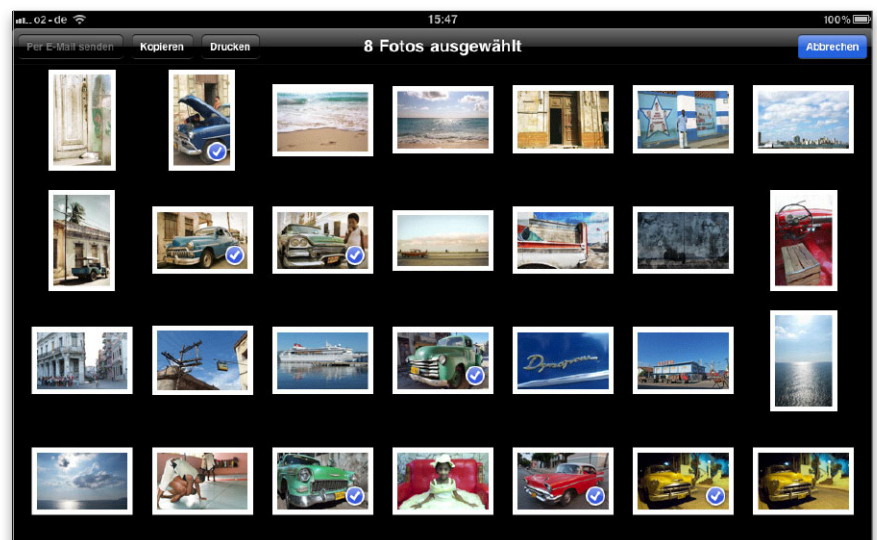 o2-de 15:47 100%
Per E-Mail senden Kopieren Drucken 8 Fotos ausgewählt Abbrechen